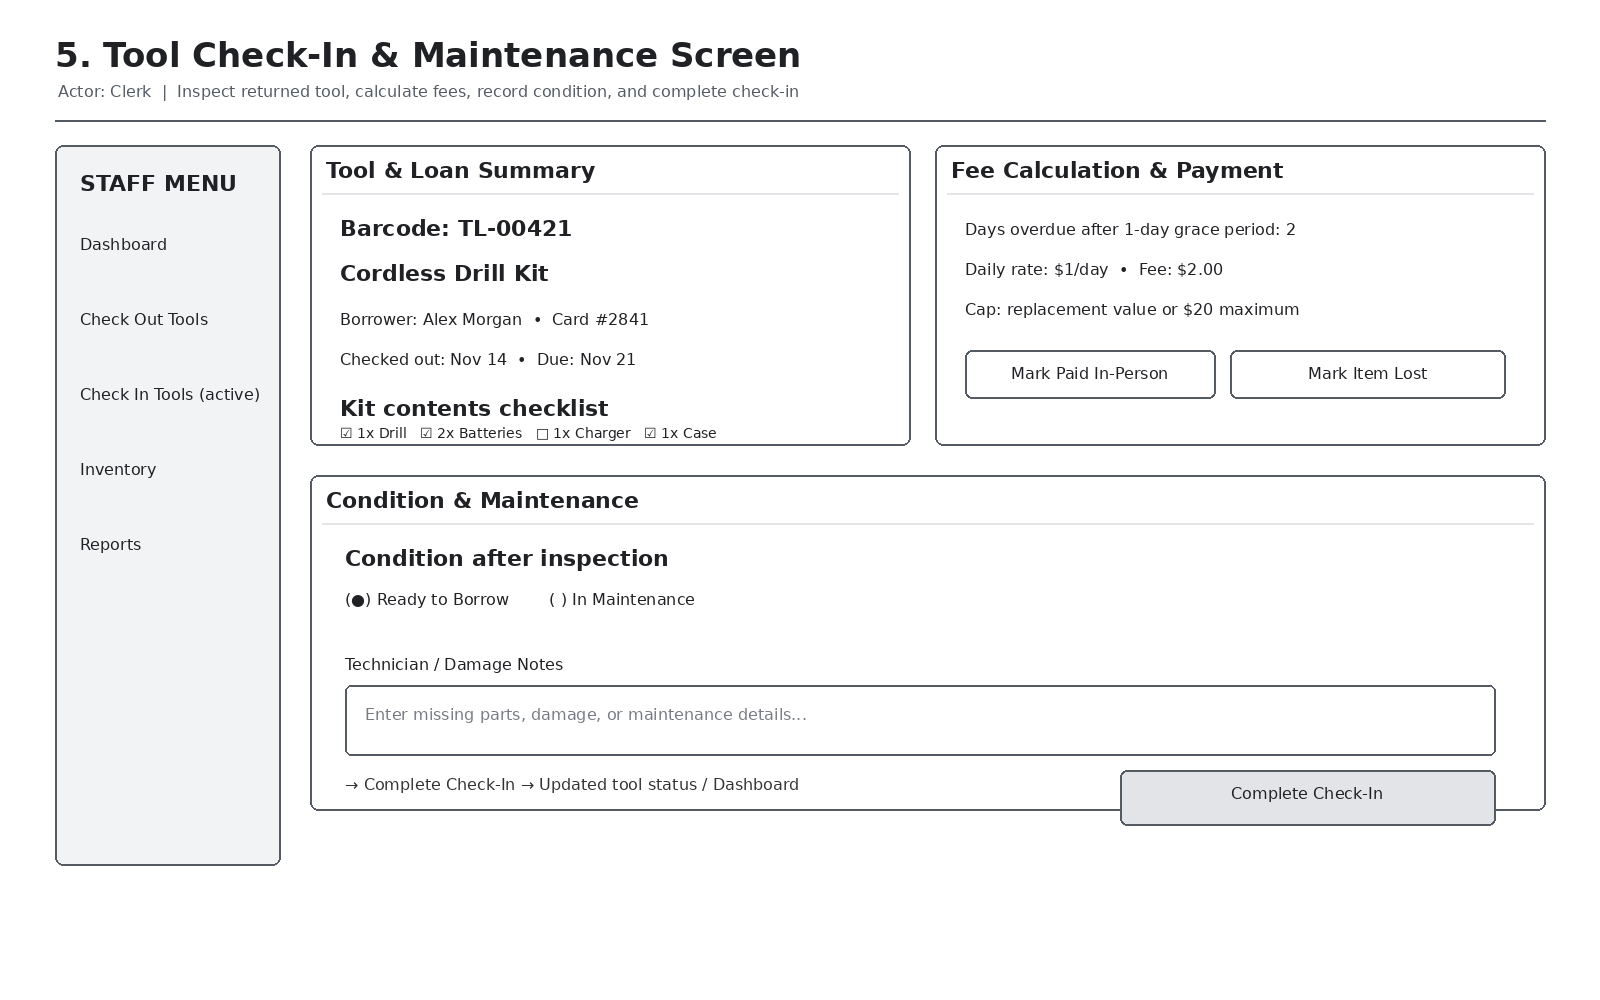 5. Tool Check-In & Maintenance Screen
Actor: Clerk | Inspect returned tool, calculate fees, record condition, and complete check-in
STAFF MENU
Dashboard
Check Out Tools
Check In Tools (active)
Inventory
Reports
Tool & Loan Summary
Barcode: TL-00421
Cordless Drill Kit
Borrower: Alex Morgan • Card #2841
Checked out: Nov 14 • Due: Nov 21
Kit contents checklist
☑ 1x Drill ☑ 2x Batteries □ 1x Charger ☑ 1x Case
Fee Calculation & Payment
Days overdue after 1-day grace period: 2
Daily rate: $1/day • Fee: $2.00
Cap: replacement value or $20 maximum
Mark Paid In-Person
Mark Item Lost
Condition & Maintenance
Condition after inspection
(●) Ready to Borrow ( ) In Maintenance
Technician / Damage Notes
Enter missing parts, damage, or maintenance details...
→ Complete Check-In → Updated tool status / Dashboard
Complete Check-In